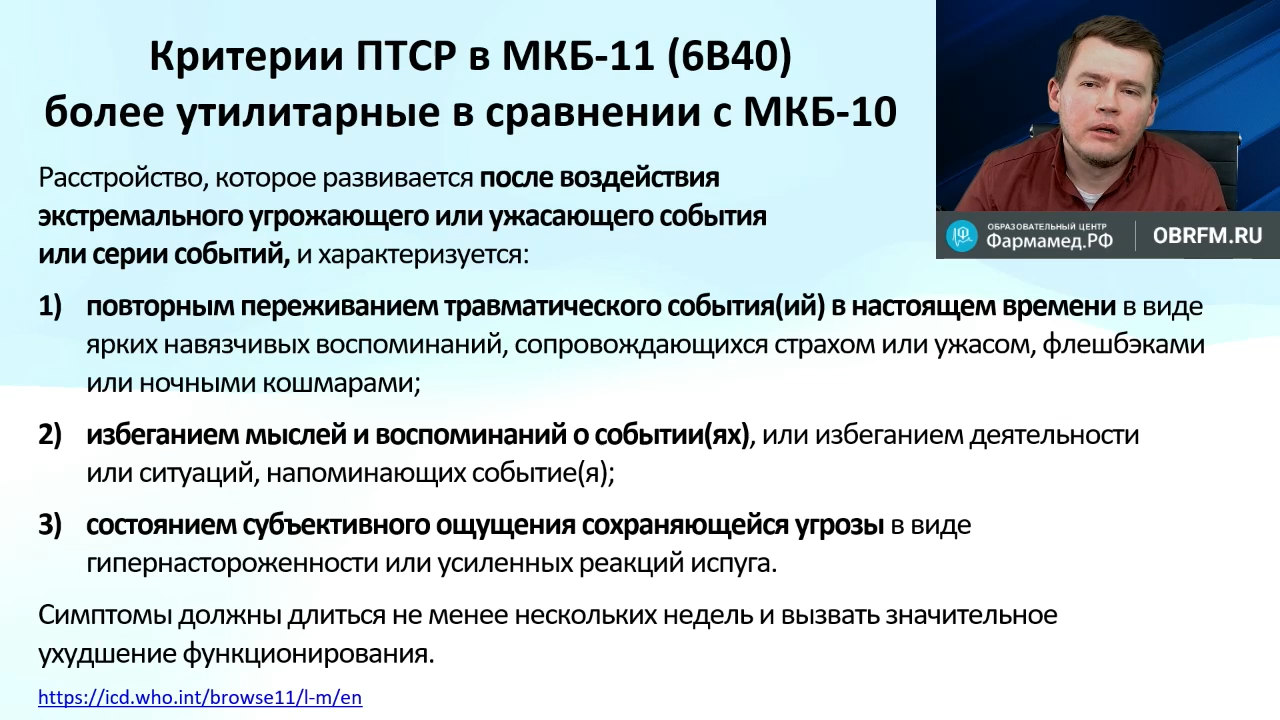 Критерии ПТСР в МКБ-11 (6B40)
более утилитарные в сравнении с МКБ-10
ОБРАЗОВАТЕЛЬНЫЙ ЦЕНТР
Фармамед.РФ
OBRFM.RU
Расстройство, которое развивается после воздействия
экстремального угрожающего или ужасающего события
или серии событий, и характеризуется:
1) повторным переживанием травматического события(ий) в настоящем времени в виде
ярких навязчивых воспоминаний, сопровождающихся страхом или ужасом, флешбэками
или ночными кошмарами;
2) избеганием мыслей и воспоминаний о событии(ях), или избеганием деятельности
или ситуаций, напоминающих событие(я);
3) состоянием субъективного ощущения сохраняющейся угрозы в виде
гипернастороженности или усиленных реакций испуга.
Симптомы должны длиться не менее нескольких недель и вызвать значительное
ухудшение функционирования.
https://icd.who.int/browse11/l-m/en